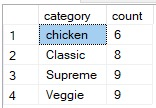 category count
1 chicken 6
2 Classic 8
3 Supreme 9
4 Veggie 9